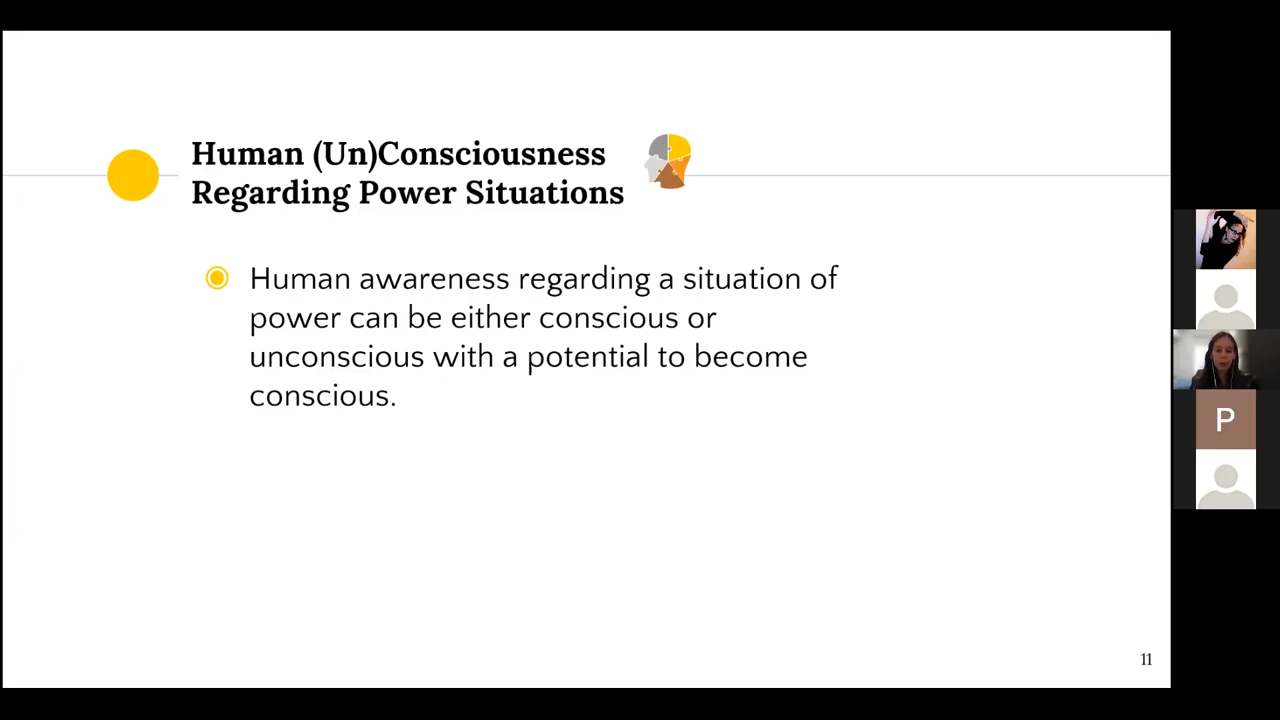 Human (Un)Consciousness
Regarding Power Situations
Human awareness regarding a situation of
power can be either conscious or
unconscious with a potential to become
conscious.
P
11